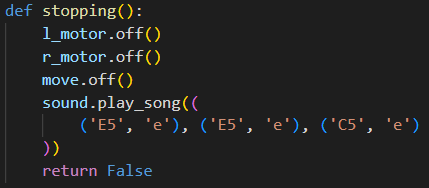 def stopping():
    l_motor.off()
    r_motor.off()
    move.off()
    sound.play_song((
        ('E5', 'e'), ('E5', 'e'), ('C5', 'e')
    ))
    return False